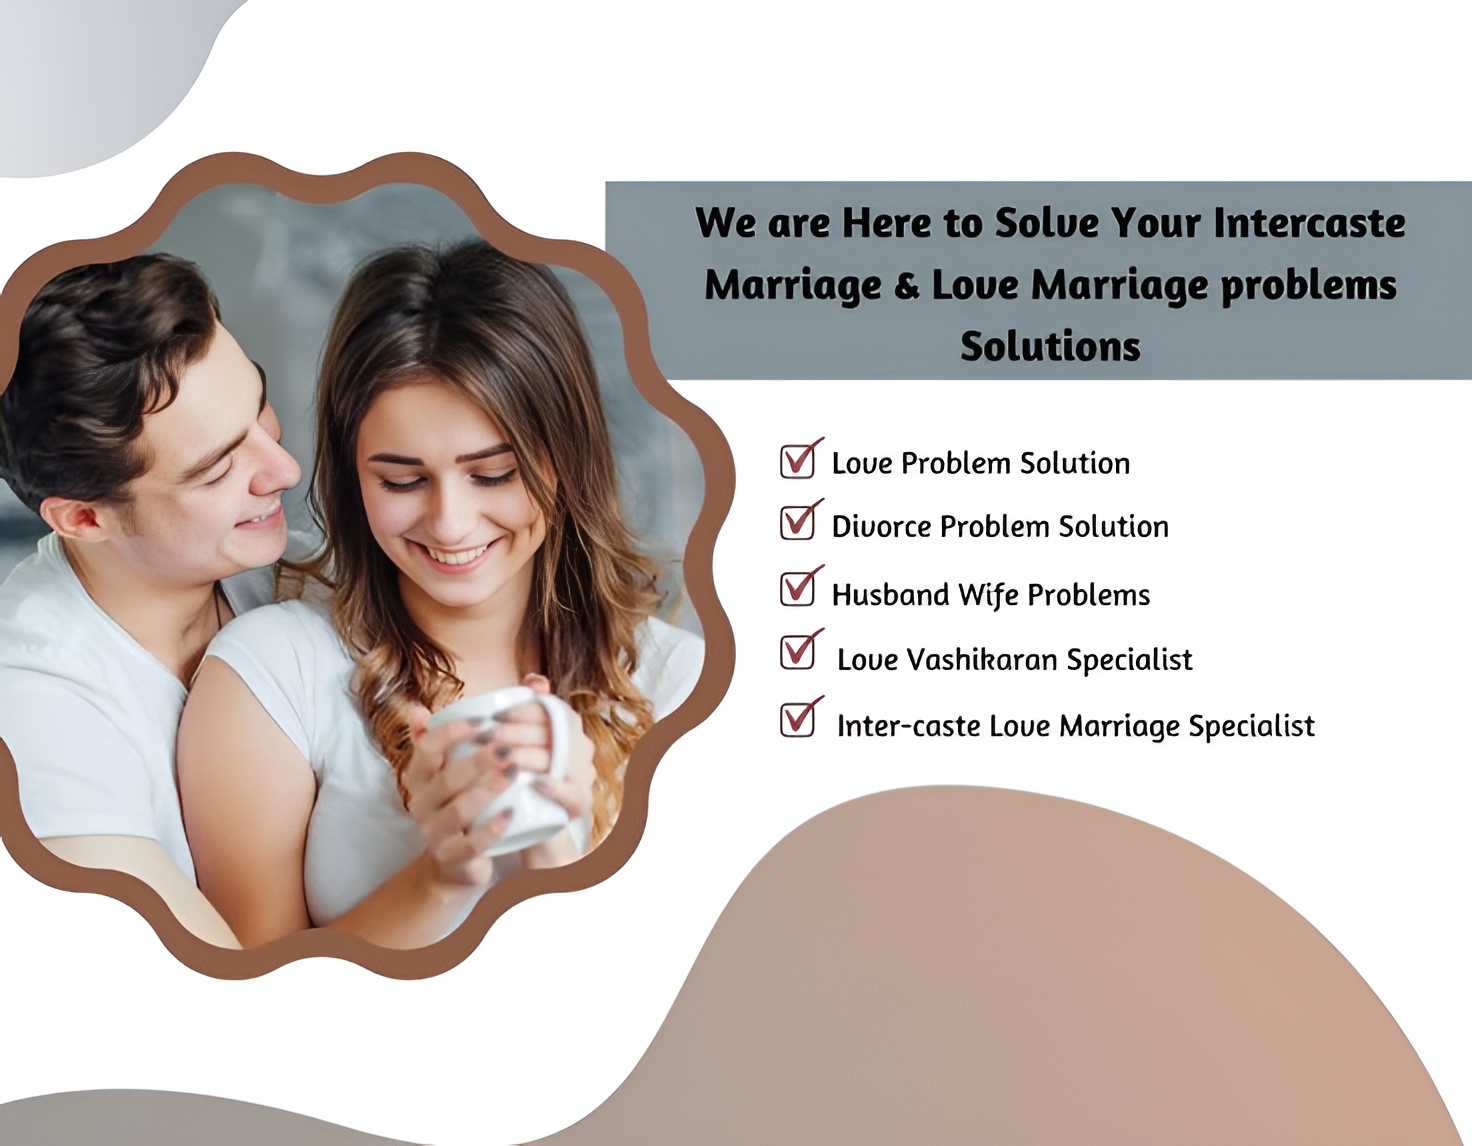 We are Here to Solve Your Intercaste
Marriage & Love Marriage problems
Solutions
Love Problem Solution
Divorce Problem Solution
Husband Wife Problems
Love Vashikaran Specialist
Inter-caste Love Marriage Specialist